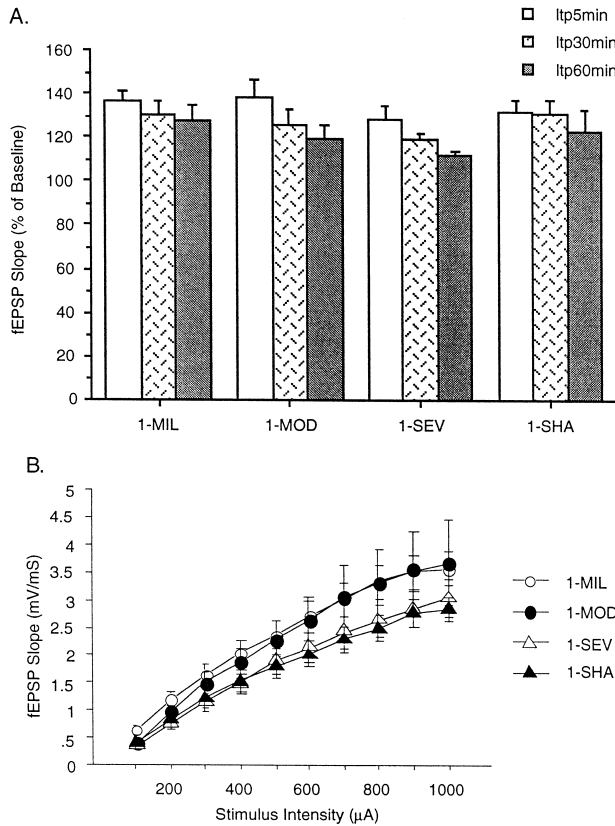 A.
ltp5min
ltp30min
ltp60min
fEPSP Slope (% of Baseline)
160
140
120
100
80
60
40
20
0
1-MIL
1-MOD
1-SEV
1-SHA
B.
fEPSP Slope (mV/mS)
5
4.5
4
3.5
3
2.5
2
1.5
1
.5
0
200
400
600
800
1000
Stimulus Intensity (μA)
1-MIL
1-MOD
1-SEV
1-SHA